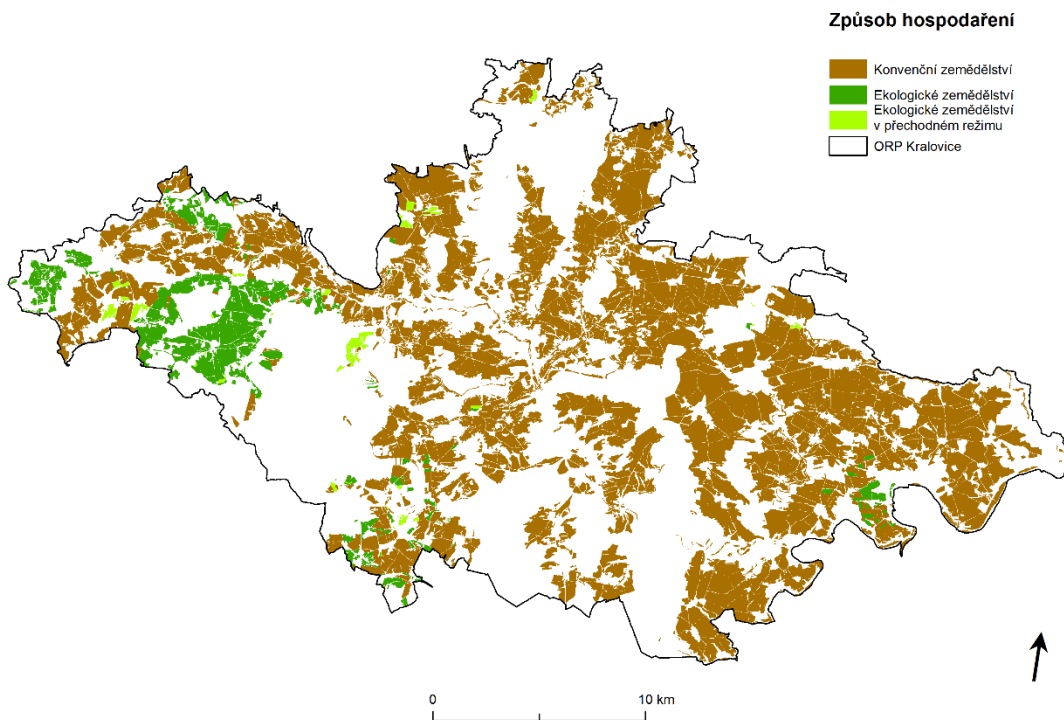 Způsob hospodaření
Konvenční zemědělství
Ekologické zemědělství
Ekologické zemědělství
v přechodném režimu
ORP Kralovice
0 10 km